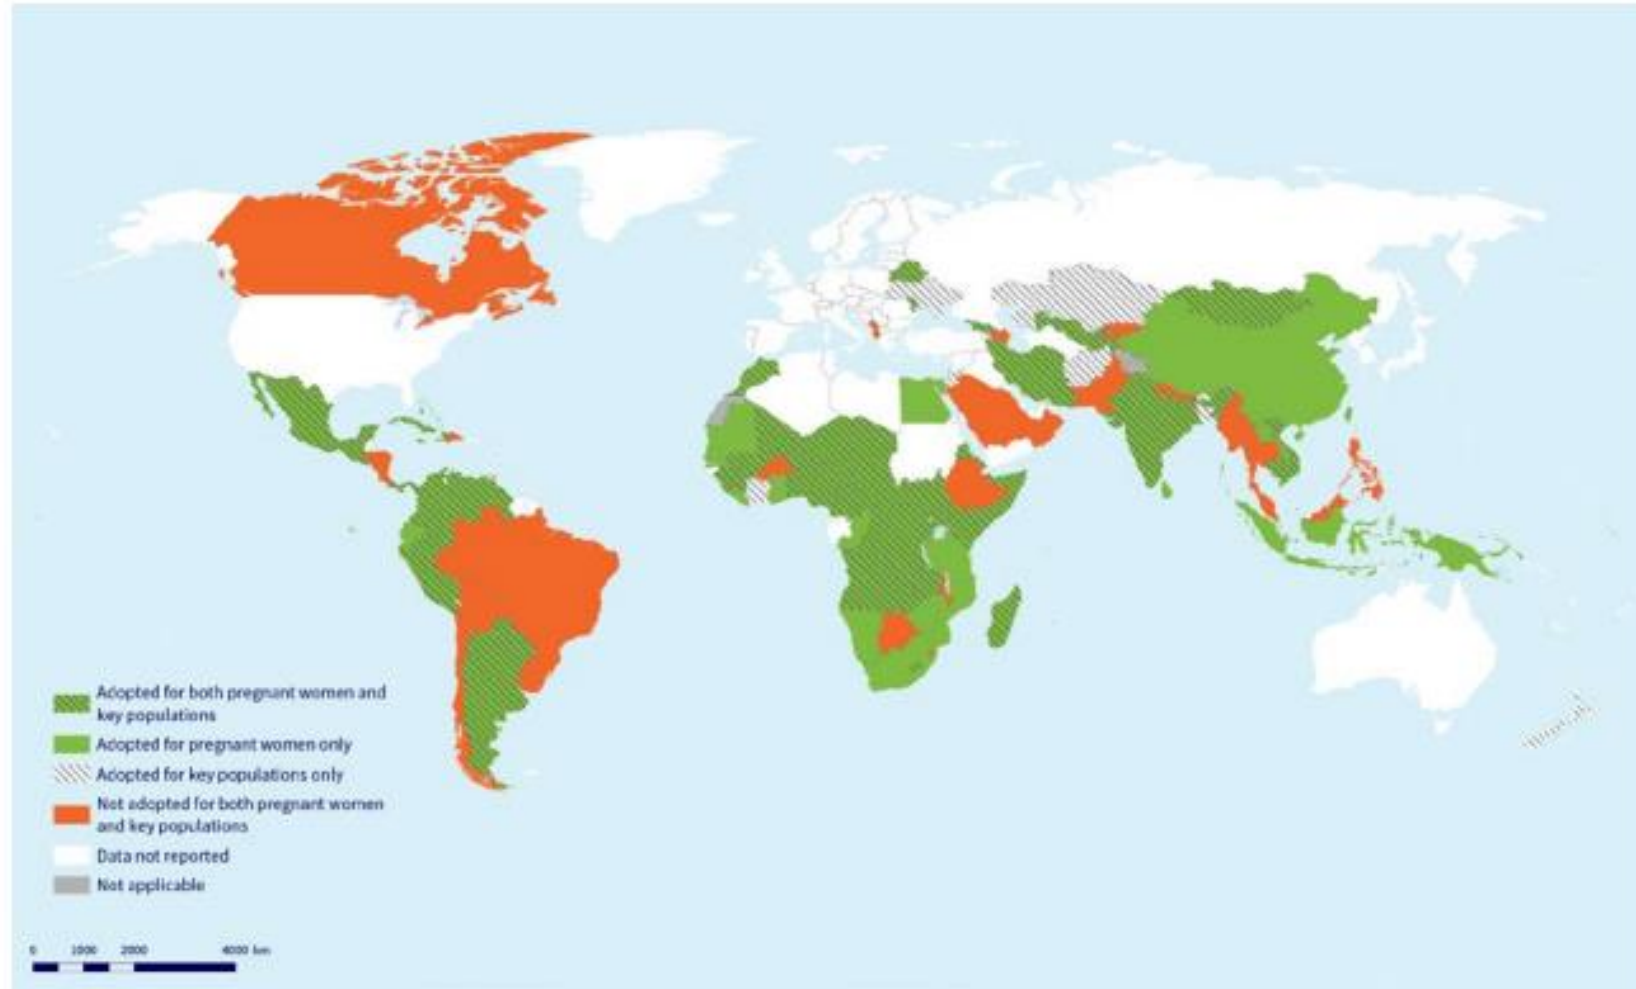 Adopted for both pregnant women and
key populations
Adopted for pregnant women only
Adopted for key populations only
Not adopted for both pregnant women
and key populations
Data not reported
Not applicable
0 1000 2000 4000 km